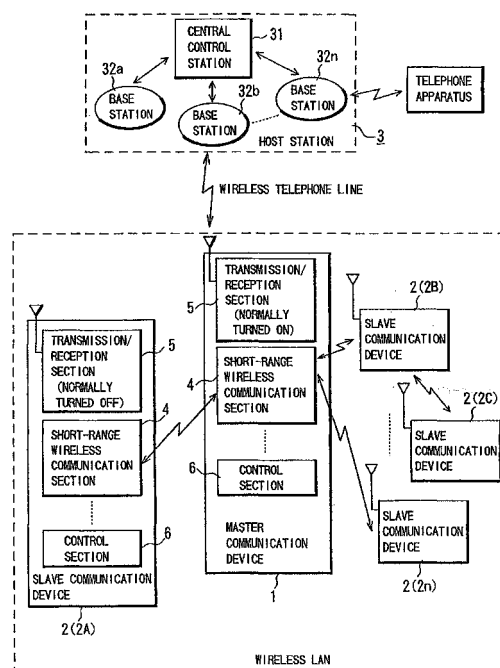 CENTRAL
CONTROL
STATION
31
32a
BASE
STATION
BASE
STATION
32b
32n
BASE
STATION
HOST STATION
3
TELEPHONE
APPARATUS
WIRELESS TELEPHONE LINE
TRANSMISSION/
RECEPTION
SECTION
(NORMALLY
TURNED OFF)
5
SHORT-RANGE
WIRELESS
COMMUNICATION
SECTION
4
CONTROL
SECTION
6
SLAVE COMMUNICATION
DEVICE
2(2A)
TRANSMISSION/
RECEPTION
SECTION
(NORMALLY
TURNED ON)
5
SHORT-RANGE
WIRELESS
COMMUNICATION
SECTION
4
CONTROL
SECTION
6
MASTER
COMMUNICATION
DEVICE
1
2(2B)
SLAVE
COMMUNICATION
DEVICE
2(2C)
SLAVE
COMMUNICATION
DEVICE
SLAVE
COMMUNICATION
DEVICE
2(2n)
WIRELESS LAN